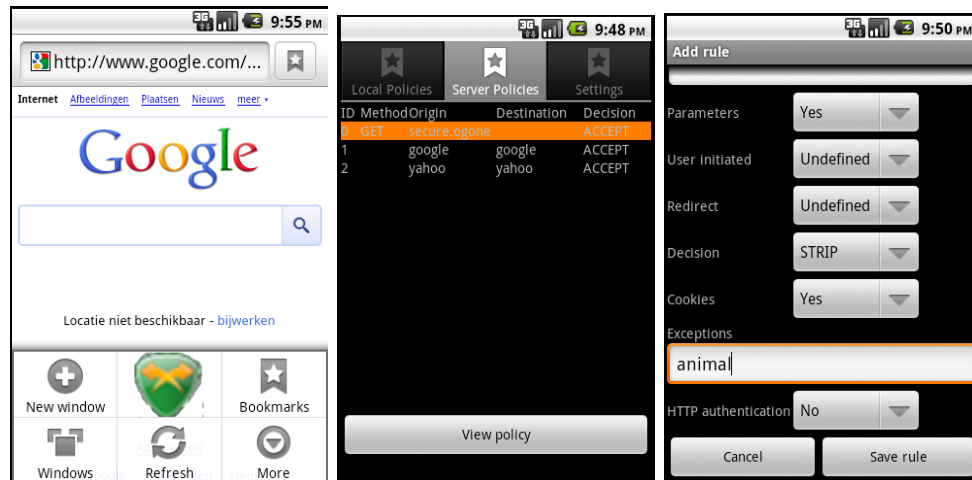 3G 9:55 PM
http://www.google.com/...
Internet Afbeeldingen Plaatsen Nieuws meer
Google
Locatie niet beschikbaar - bijwerken
New window
Bookmarks
Windows
Refresh
More
3G 9:48 PM
Local Policies Server Policies Settings
ID Method Origin Destination Decision
0 GET secure.ogone ACCEPT
1 google google ACCEPT
2 yahoo yahoo ACCEPT
View policy
3G 9:50 PM
Add rule
Parameters Yes
User initiated Undefined
Redirect Undefined
Decision STRIP
Cookies Yes
Exceptions
animal
HTTP authentication No
Cancel Save rule